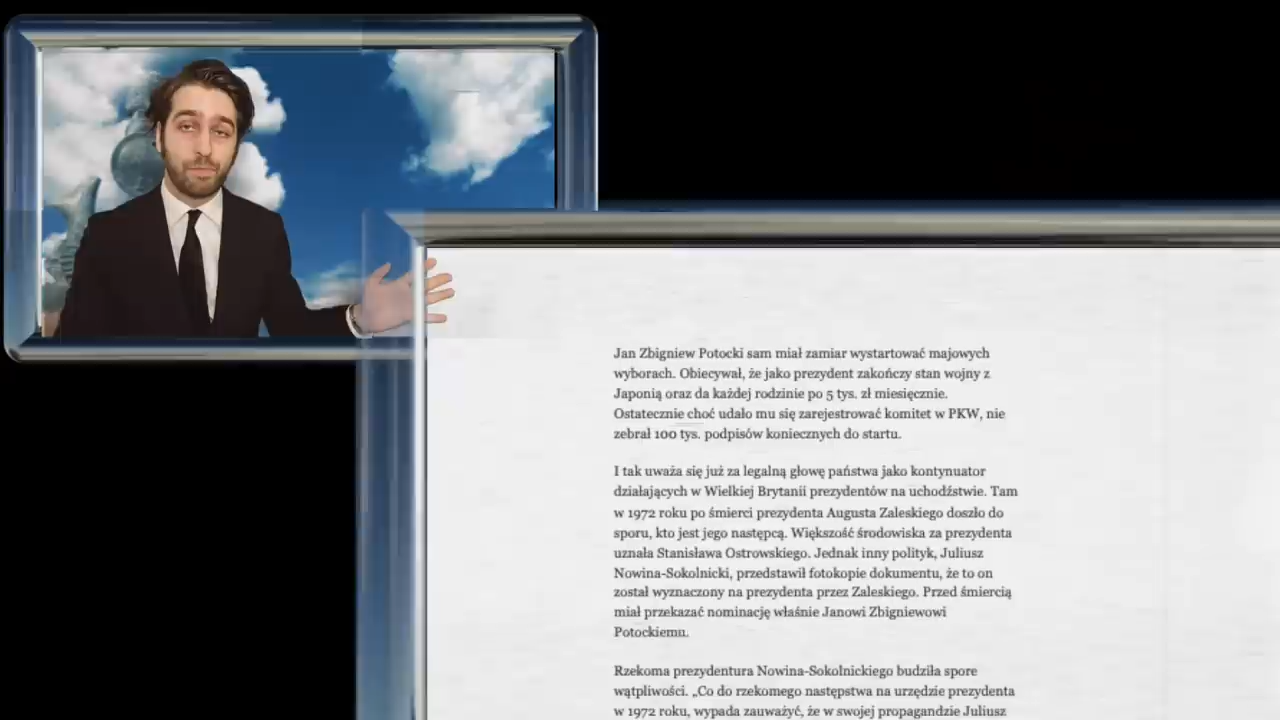 Jan Zbigniew Potocki sam miał zamiar wystartować majowych
wyborach. Obiecywał, że jako prezydent zakończy stan wojny z
Japonią oraz da każdej rodzinie po 5 tys. zł miesięcznie.
Ostatecznie choć udało mu się zarejestrować komitet w PKW, nie
zebrał 100 tys. podpisów koniecznych do startu.
I tak uważa się już za legalną głowę państwa jako kontynuator
działających w Wielkiej Brytanii prezydentów na uchodźstwie. Tam
w 1972 roku po śmierci prezydenta Augusta Zaleskiego doszło do
sporu, kto jest jego następcą. Większość środowiska za prezydenta
uznała Stanisława Ostrowskiego. Jednak inny polityk, Juliusz
Nowina-Sokolnicki, przedstawił fotokopie dokumentu, że to on
został wyznaczony na prezydenta przez Zaleskiego. Przed śmiercią
miał przekazać nominację właśnie Janowi Zbigniewowi
Potockiemu.
Rzekoma prezydentura Nowina-Sokolnickiego budziła spore
wątpliwości. „Co do rzekomego następstwa na urzędzie prezydenta
w 1972 roku, wypada zauważyć, że w swojej propagandzie Juliusz